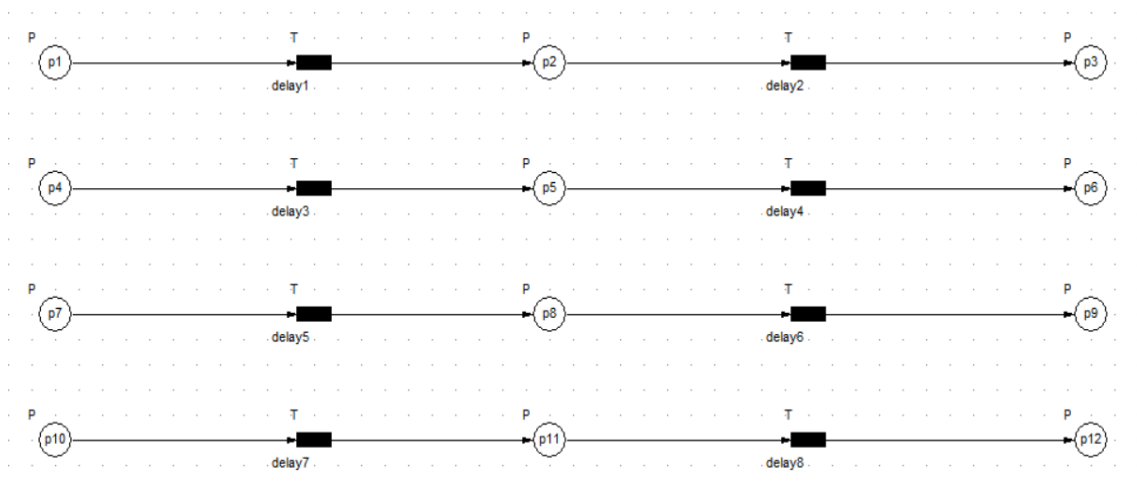 P T P T P
p1 p2 p3
delay1 delay2
P T P T P
p4 p5 p6
delay3 delay4
P T P T P
p7 p8 p9
delay5 delay6
P T P T P
p10 p11 p12
delay7 delay8